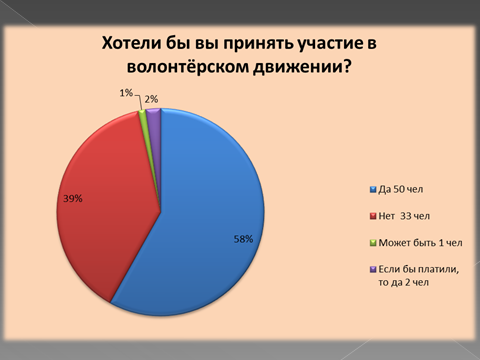 Хотели бы вы принять участие в
волонтёрском движении?
1%
2%
39%
58%
Да 50 чел
Нет 33 чел
Может быть 1 чел
Если бы платили,
то да 2 чел